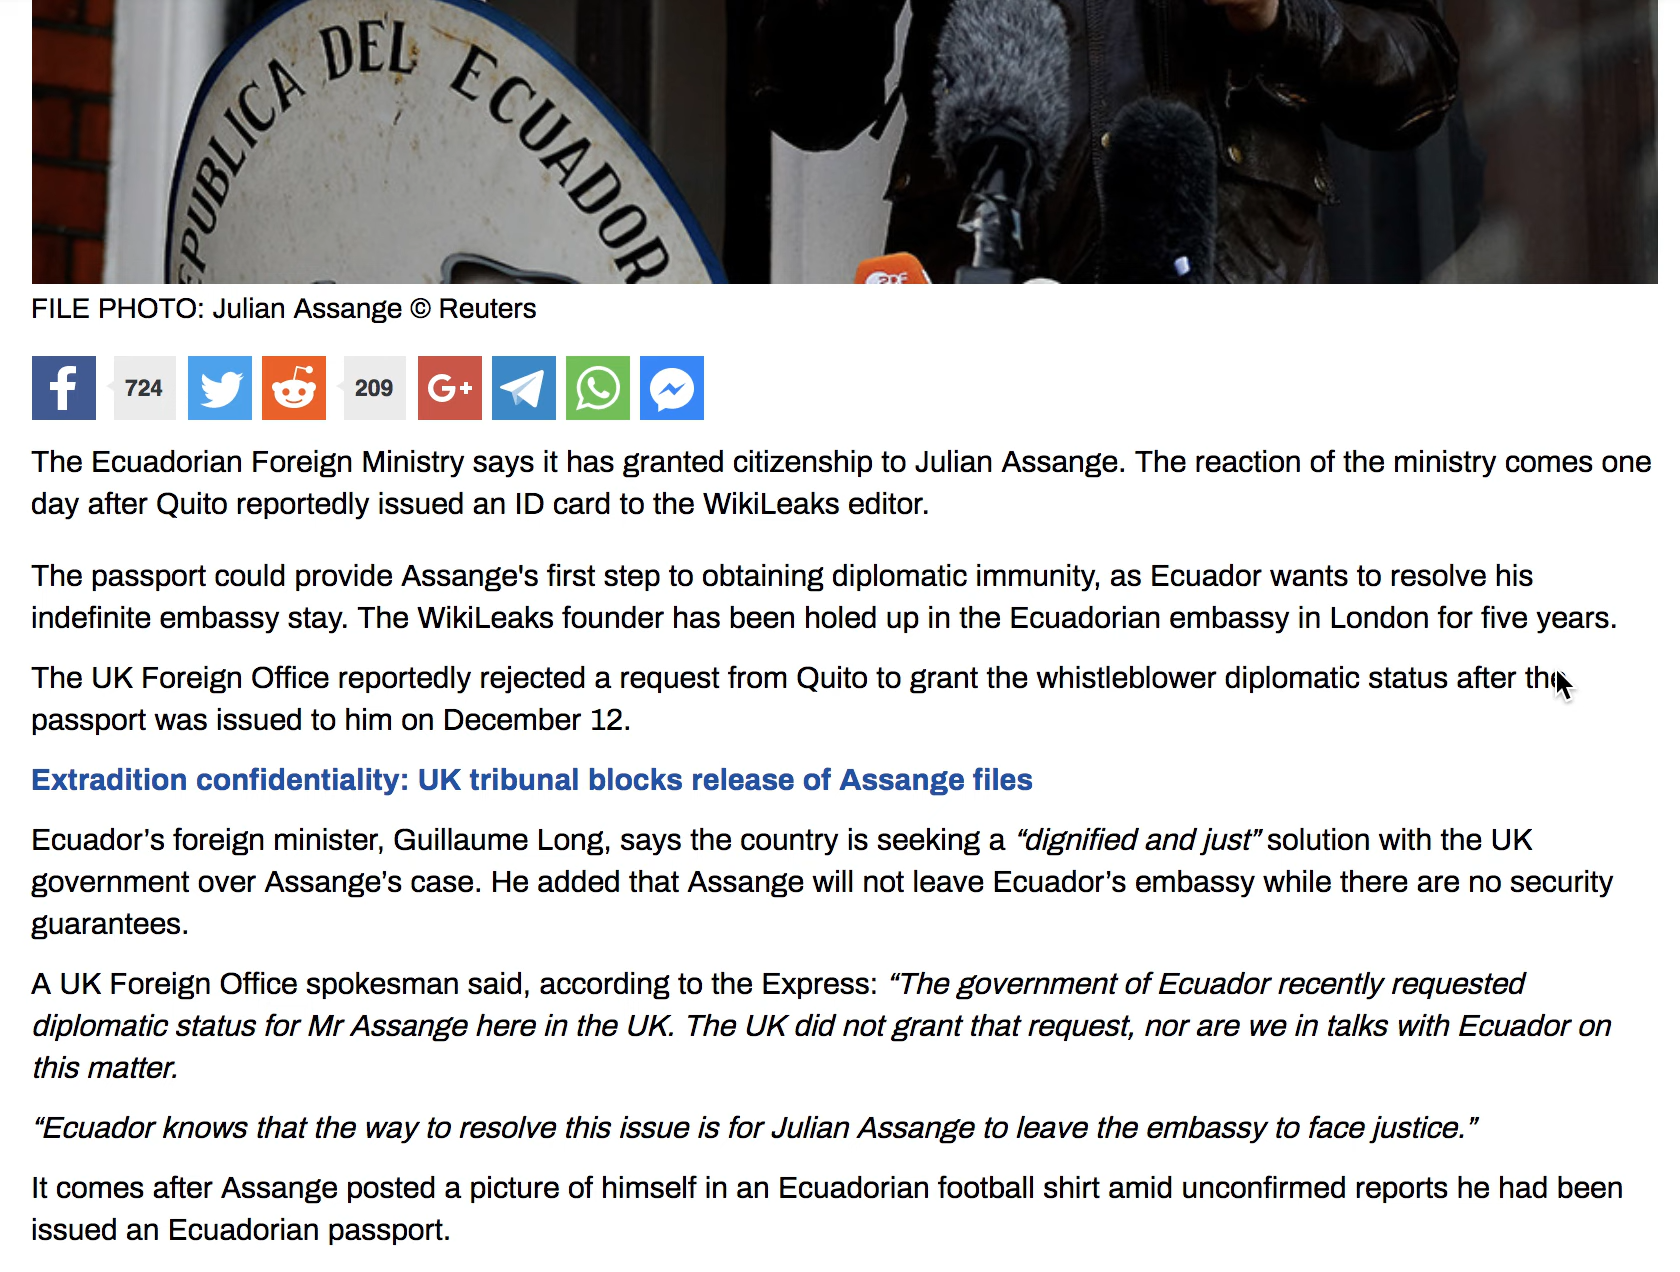 REPUBLICA DEL ECUADOR
ZDF
FILE PHOTO: Julian Assange © Reuters
f 724 209 G+
The Ecuadorian Foreign Ministry says it has granted citizenship to Julian Assange. The reaction of the ministry comes one
day after Quito reportedly issued an ID card to the WikiLeaks editor.
The passport could provide Assange's first step to obtaining diplomatic immunity, as Ecuador wants to resolve his
indefinite embassy stay. The WikiLeaks founder has been holed up in the Ecuadorian embassy in London for five years.
The UK Foreign Office reportedly rejected a request from Quito to grant the whistleblower diplomatic status after the
passport was issued to him on December 12.
Extradition confidentiality: UK tribunal blocks release of Assange files
Ecuador’s foreign minister, Guillaume Long, says the country is seeking a “dignified and just” solution with the UK
government over Assange’s case. He added that Assange will not leave Ecuador’s embassy while there are no security
guarantees.
A UK Foreign Office spokesman said, according to the Express: “The government of Ecuador recently requested
diplomatic status for Mr Assange here in the UK. The UK did not grant that request, nor are we in talks with Ecuador on
this matter.
“Ecuador knows that the way to resolve this issue is for Julian Assange to leave the embassy to face justice.”
It comes after Assange posted a picture of himself in an Ecuadorian football shirt amid unconfirmed reports he had been
issued an Ecuadorian passport.